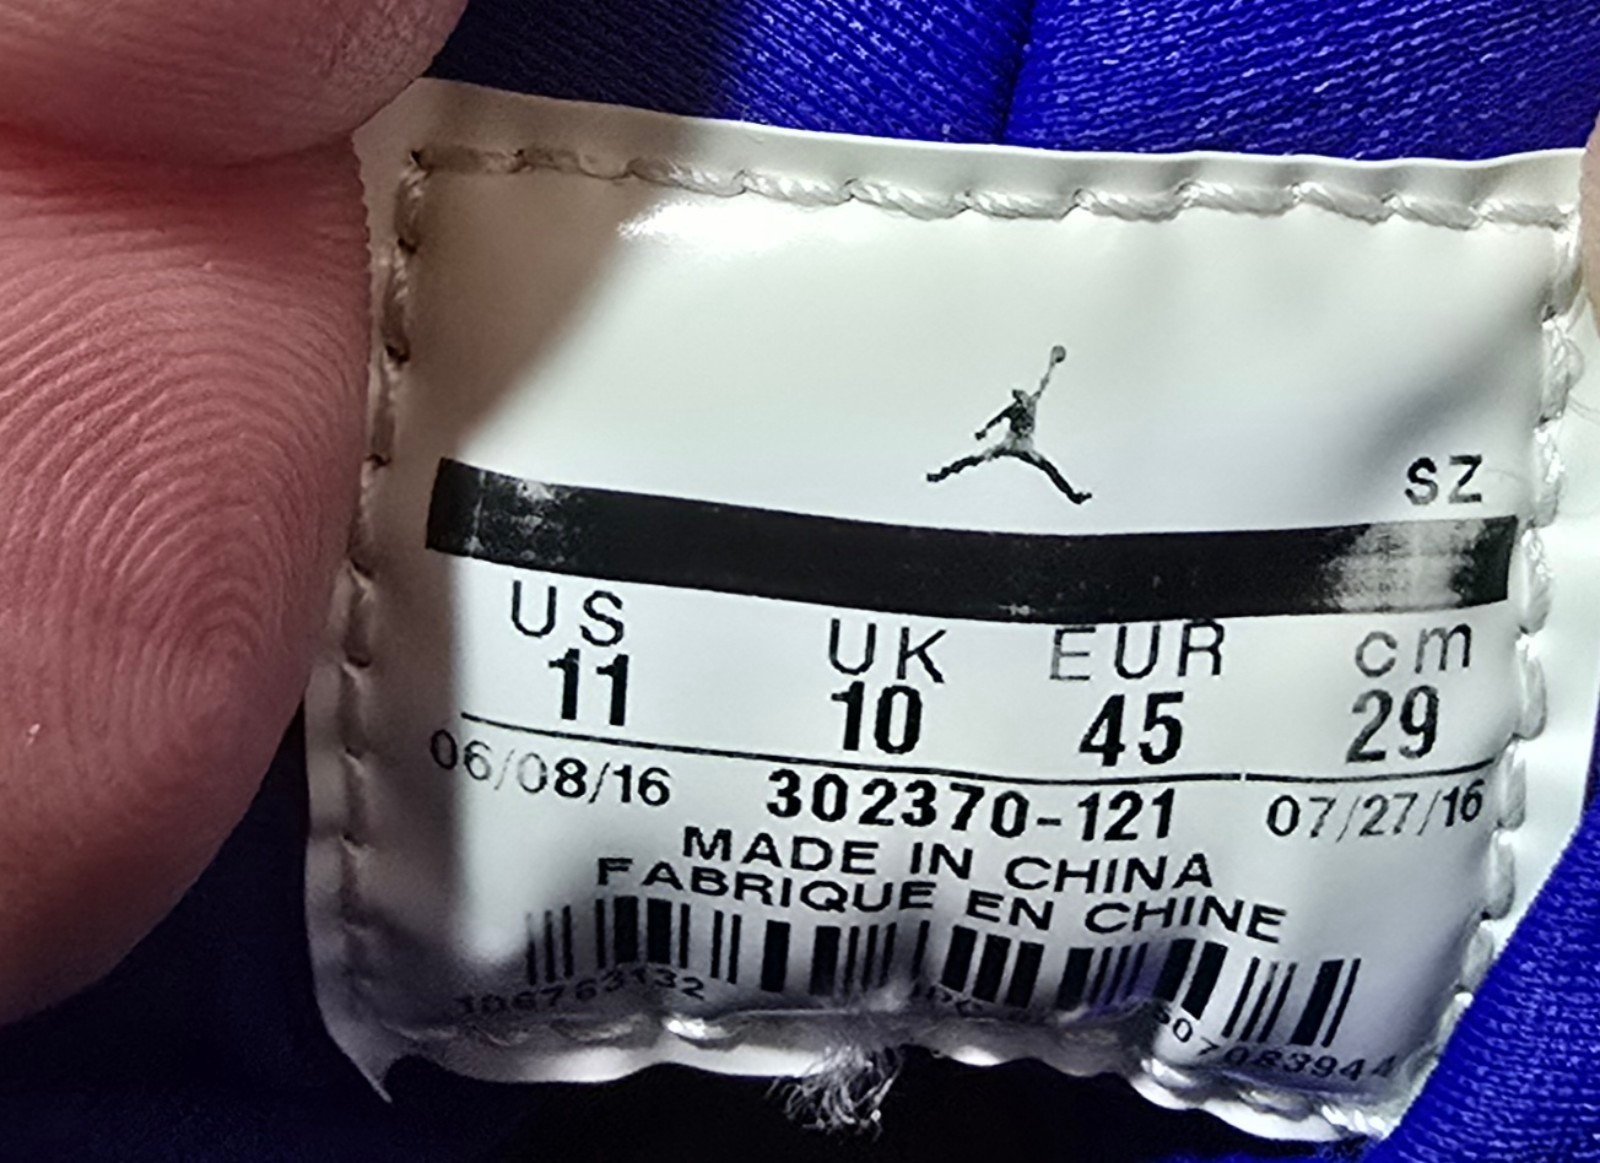 SZ
US UK EUR cm
11 10 45 29
06/08/16 302370-121 07/27/16
MADE IN CHINA
FABRIQUE EN CHINE